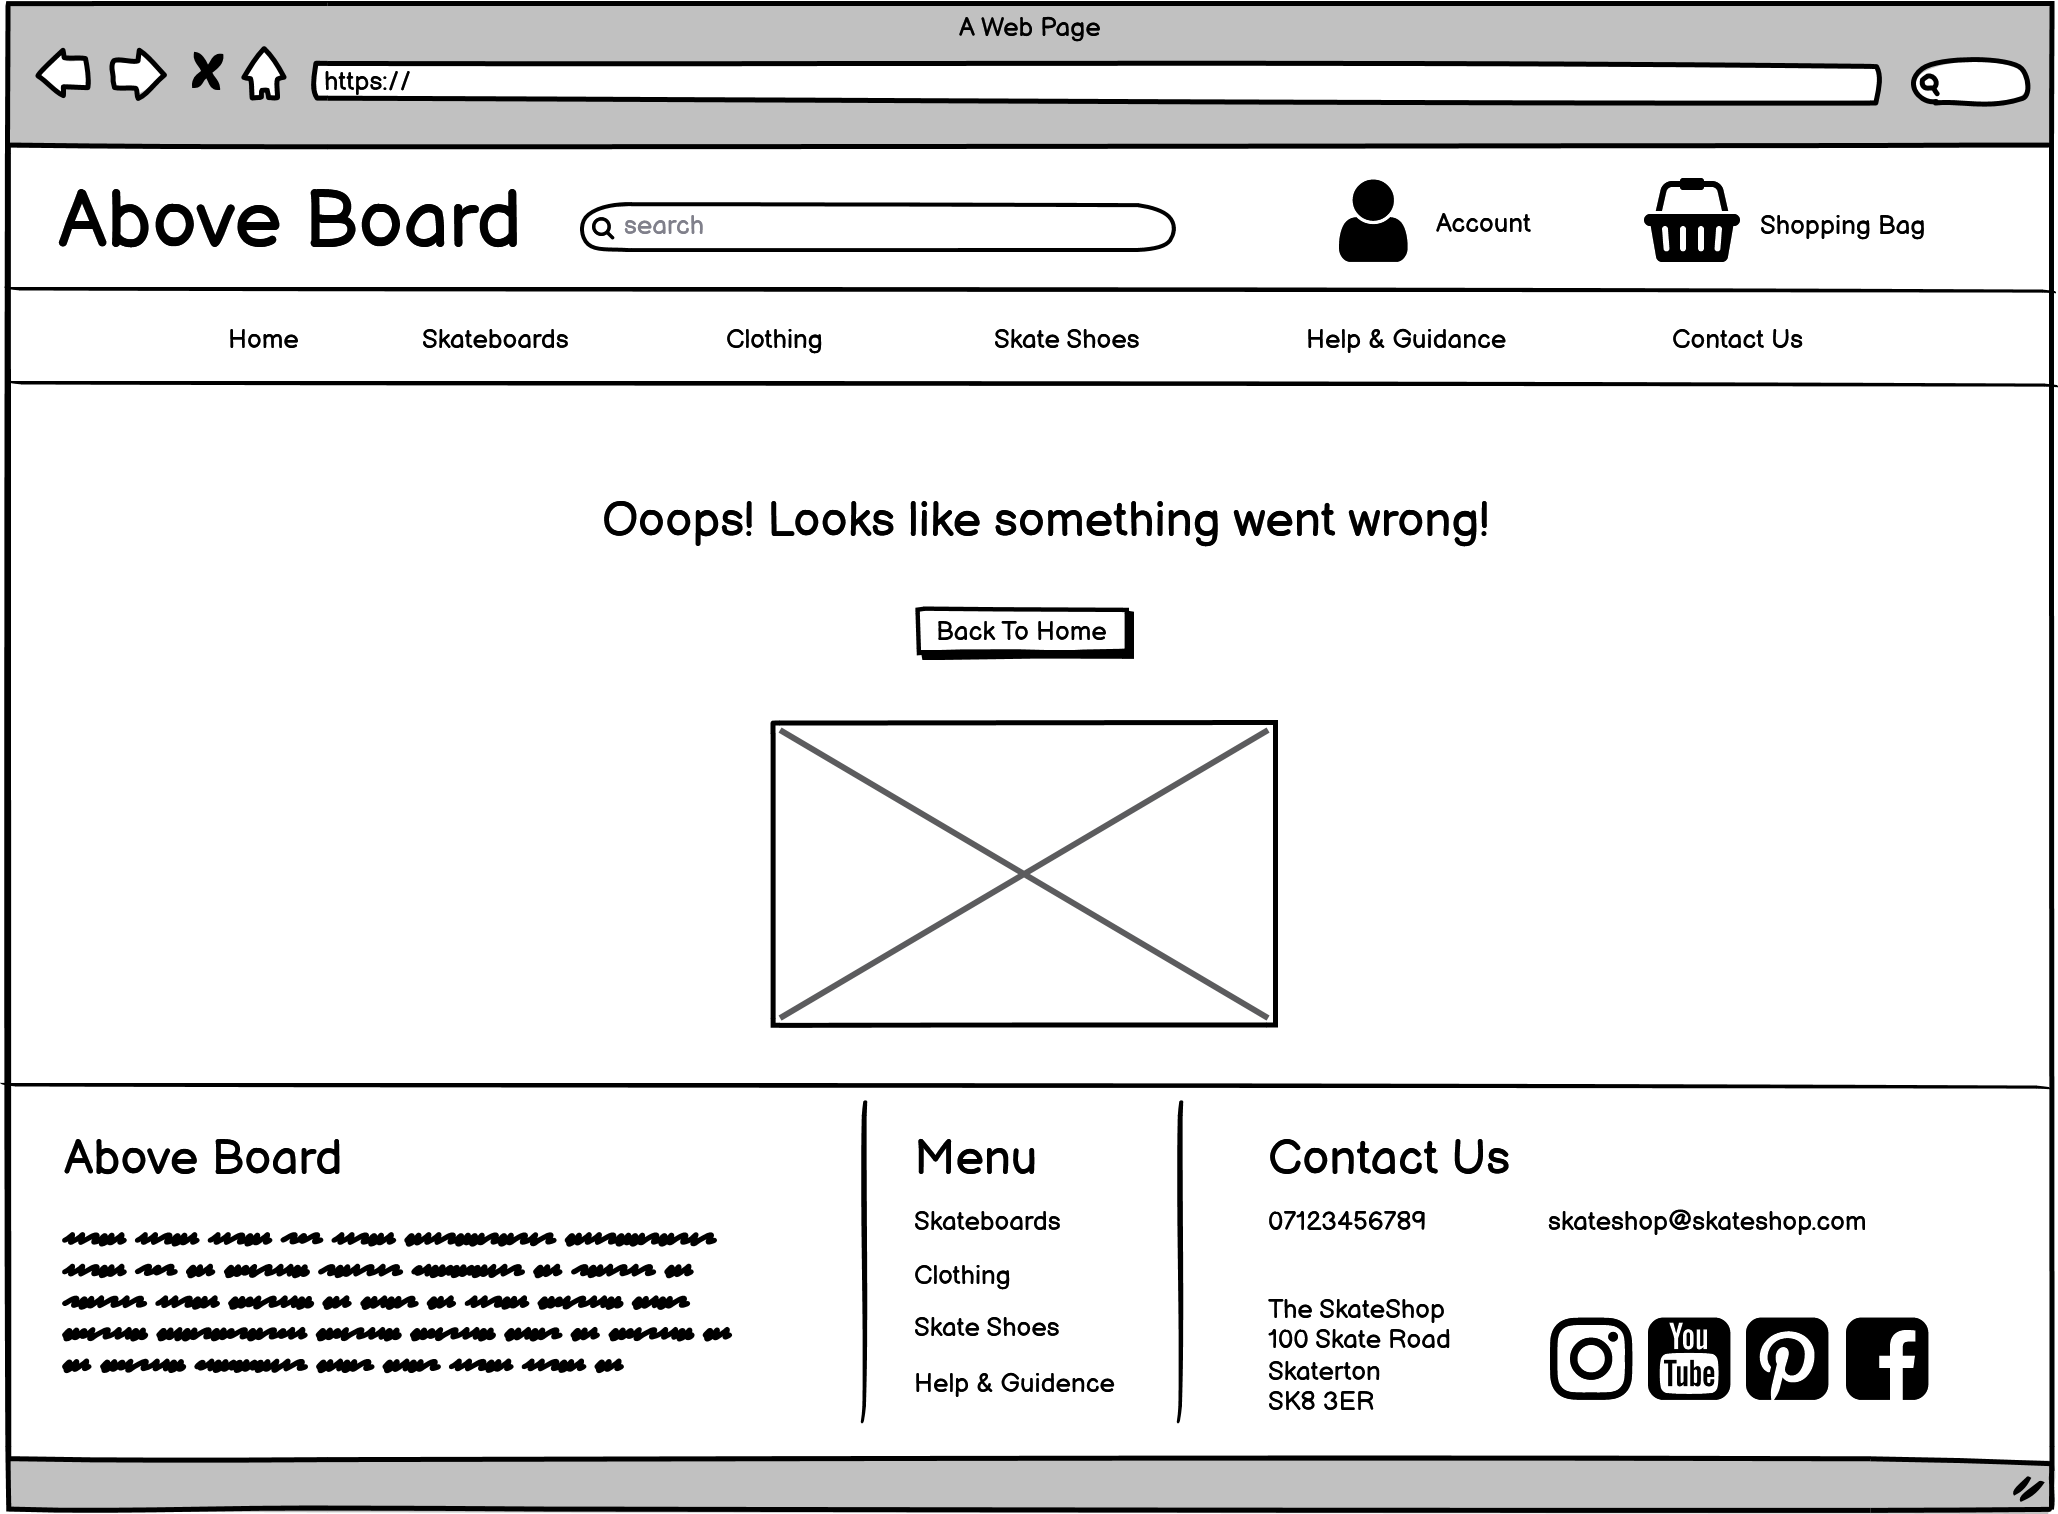 A Web Page
https://
Above Board
search
Account
Shopping Bag
Home
Skateboards
Clothing
Skate Shoes
Help & Guidance
Contact Us
Ooops! Looks like something went wrong!
Back To Home
Above Board
Menu
Skateboards
Clothing
Skate Shoes
Help & Guidence
Contact Us
07123456789
skateshop@skateshop.com
The SkateShop
100 Skate Road
Skaterton
SK8 3ER
You
Tube